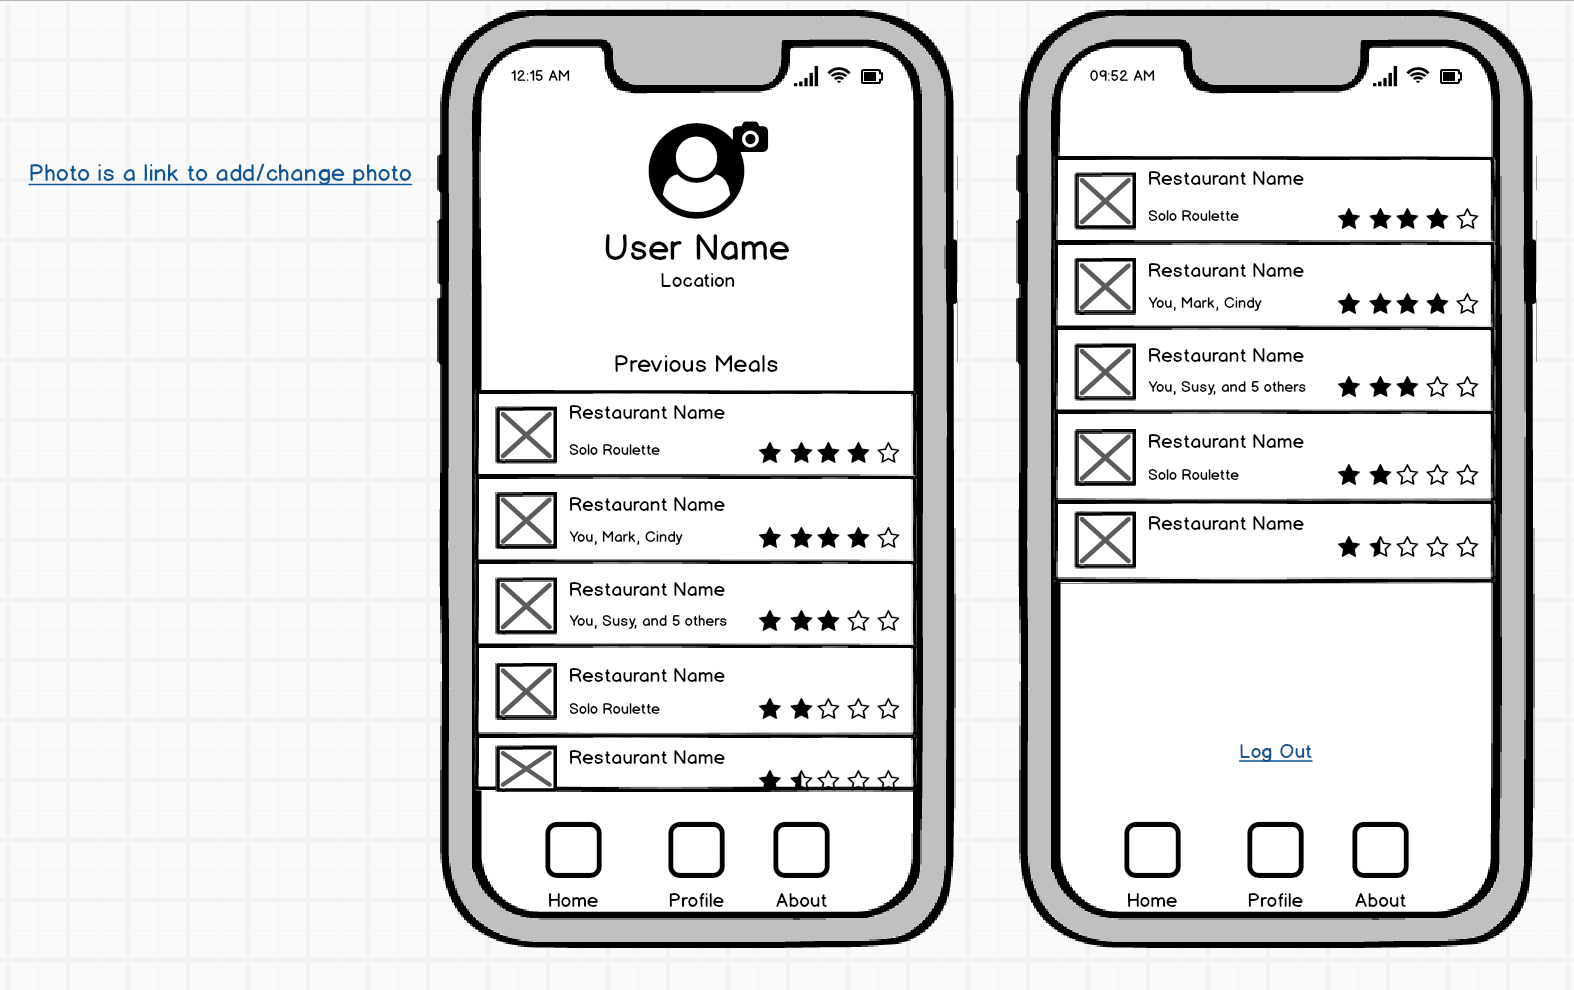 Photo is a link to add/change photo
12:15 AM
User Name
Location
Previous Meals
Restaurant Name
Solo Roulette
Restaurant Name
You, Mark, Cindy
Restaurant Name
You, Susy, and 5 others
Restaurant Name
Solo Roulette
Restaurant Name
Home
Profile
About
09:52 AM
Restaurant Name
Solo Roulette
Restaurant Name
You, Mark, Cindy
Restaurant Name
You, Susy, and 5 others
Restaurant Name
Solo Roulette
Restaurant Name
Log Out
Home
Profile
About